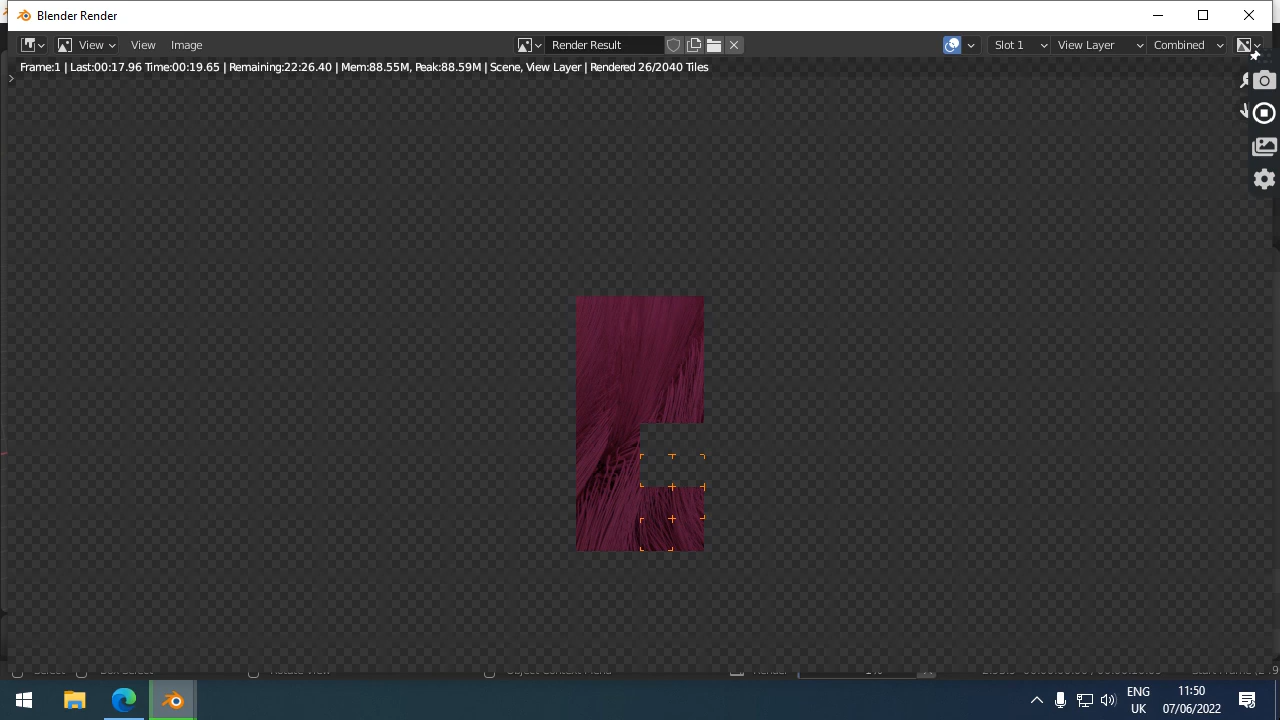 Blender Render
View View Image Render Result Slot 1 View Layer Combined
Frame:1 | Last:00:17.96 Time:00:19.65 | Remaining:22:26.40 | Mem:88.55M, Peak:88.59M | Scene, View Layer | Rendered 26/2040 Tiles
ENG 11:50
UK 07/06/2022